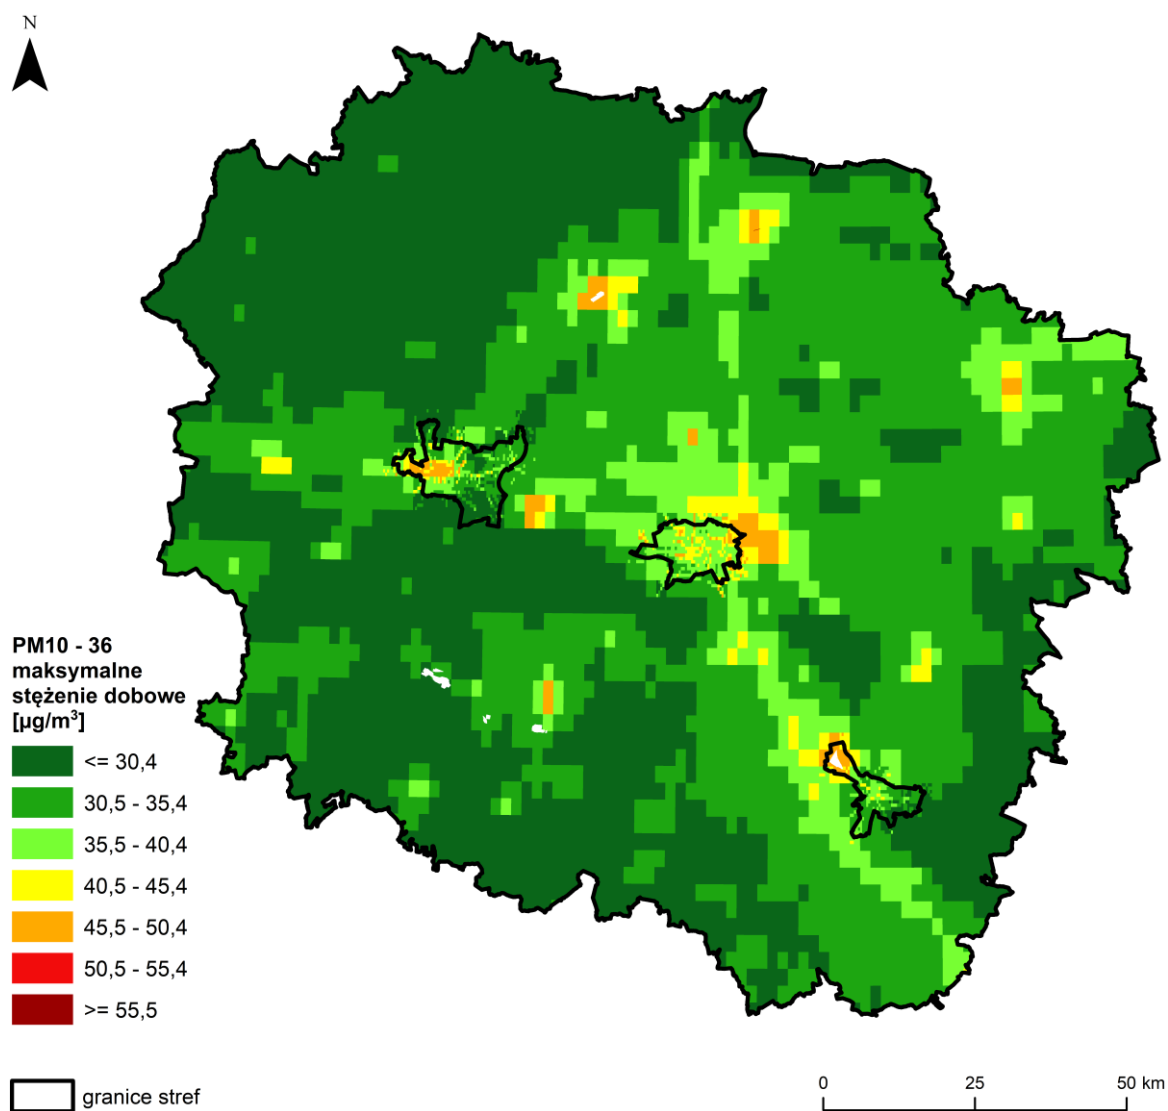 N
PM10 - 36
maksymalne
stężenie dobowe
[µg/m³]
<= 30,4
30,5 - 35,4
35,5 - 40,4
40,5 - 45,4
45,5 - 50,4
50,5 - 55,4
>= 55,5
granice stref
0 25 50 km